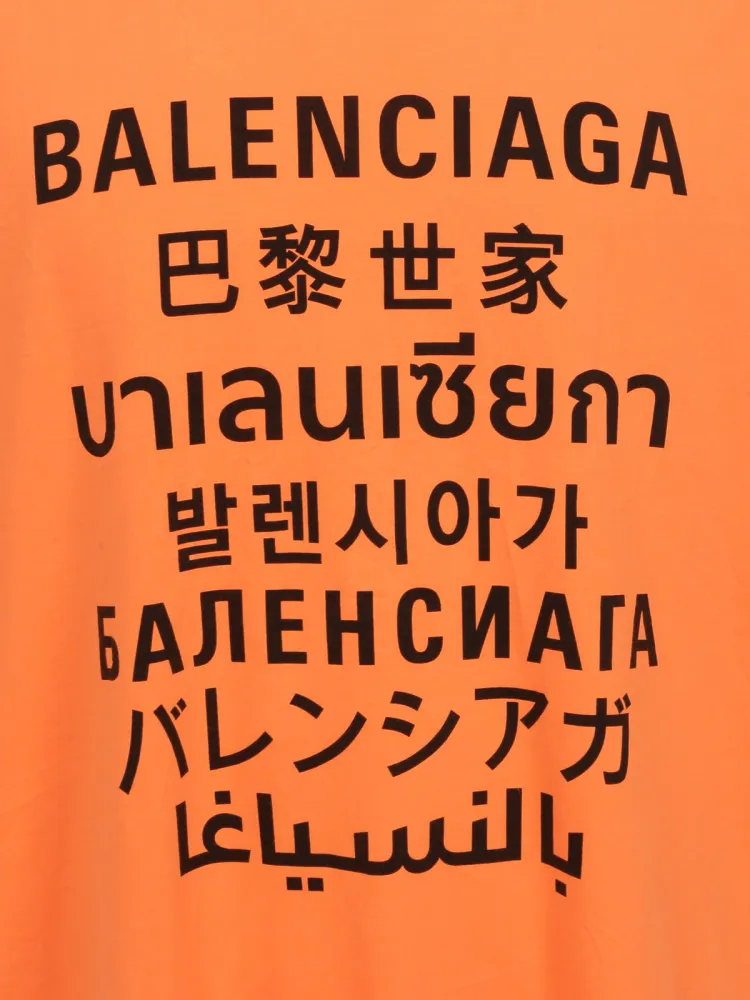 BALENCIAGA
巴黎世家
บาเลนเซียกา
발렌시아가
БАЛЕНСИАГА
バレンシアガ
بالنسياغا